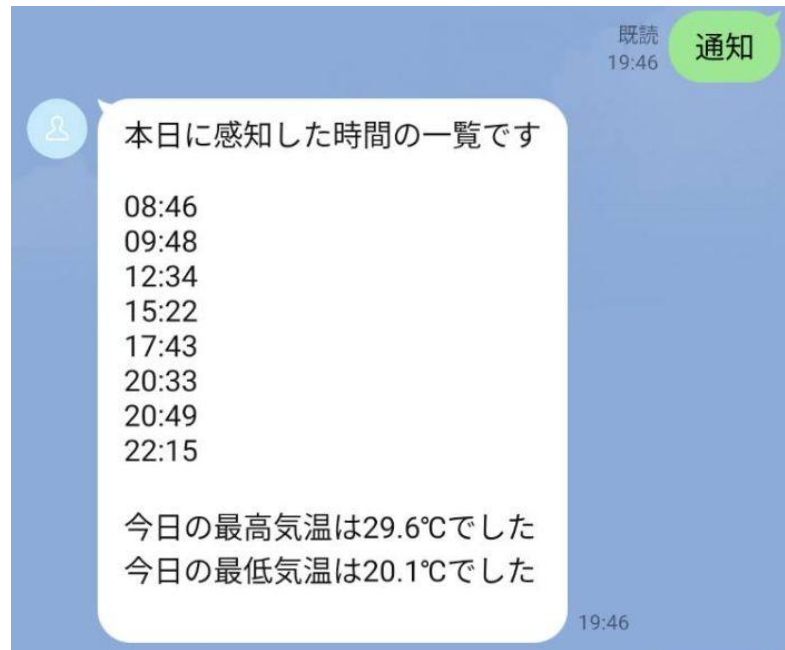 既読
19:46
通知
本日に感知した時間の一覧です
08:46
09:48
12:34
15:22
17:43
20:33
20:49
22:15
今日の最高気温は29.6℃でした
今日の最低気温は20.1℃でした
19:46